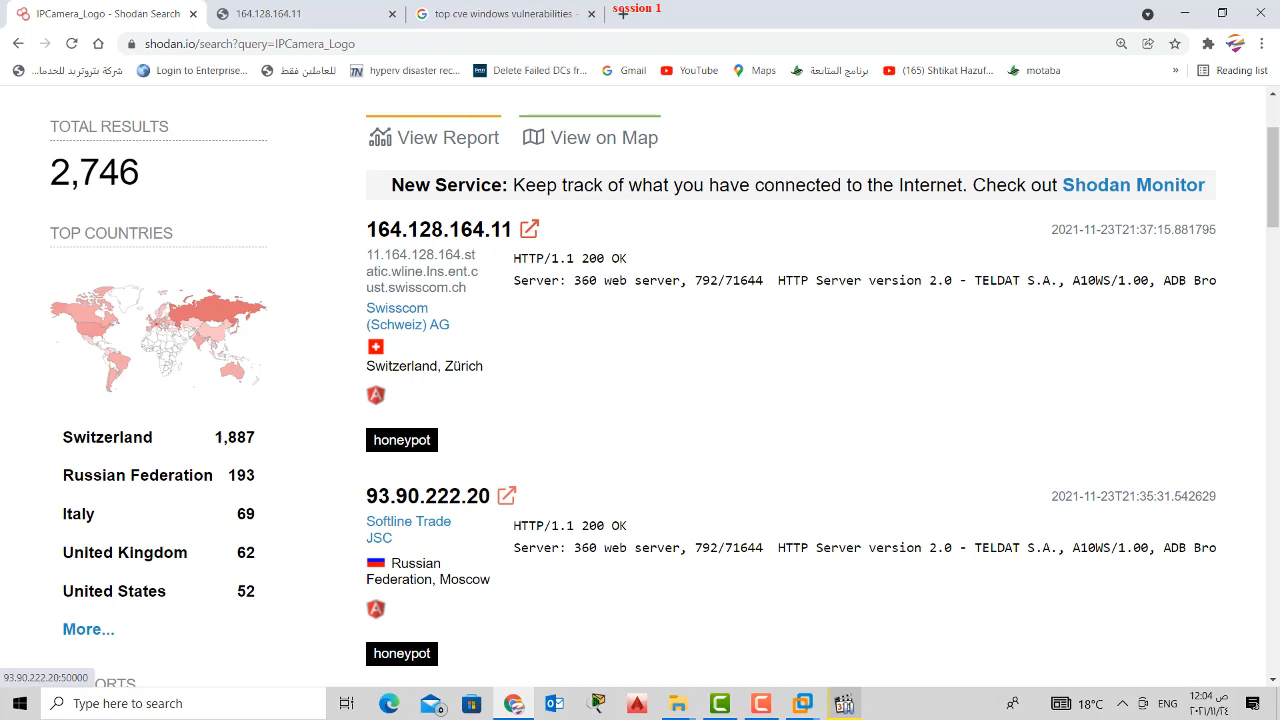 session 1
IPCamera_Logo - Shodan Search
164.128.164.11
top cve windows vulnerabilities -
shodan.io/search?query=IPCamera_Logo
شركة بتروتريد للخدما...
Login to Enterprise...
للعاملين فقط
hyperv disaster rec...
Delete Failed DCs fr...
Gmail
YouTube
Maps
برنامج المتابعة
(165) Shtikat Hazuf...
motaba
»
Reading list
TOTAL RESULTS
2,746
TOP COUNTRIES
Switzerland 1,887
Russian Federation 193
Italy 69
United Kingdom 62
United States 52
More...
PORTS
View Report
View on Map
New Service: Keep track of what you have connected to the Internet. Check out Shodan Monitor
164.128.164.11
2021-11-23T21:37:15.881795
11.164.128.164.st
atic.wline.lns.ent.c
ust.swisscom.ch
Swisscom
(Schweiz) AG
Switzerland, Zürich
honeypot
HTTP/1.1 200 OK
Server: 360 web server, 792/71644 HTTP Server version 2.0 - TELDAT S.A., A10WS/1.00, ADB Bro
93.90.222.20
2021-11-23T21:35:31.542629
Softline Trade
JSC
Russian
Federation, Moscow
honeypot
HTTP/1.1 200 OK
Server: 360 web server, 792/71644 HTTP Server version 2.0 - TELDAT S.A., A10WS/1.00, ADB Bro
93.90.222.20:50000
Type here to search
18°C
ENG
12:04 ص